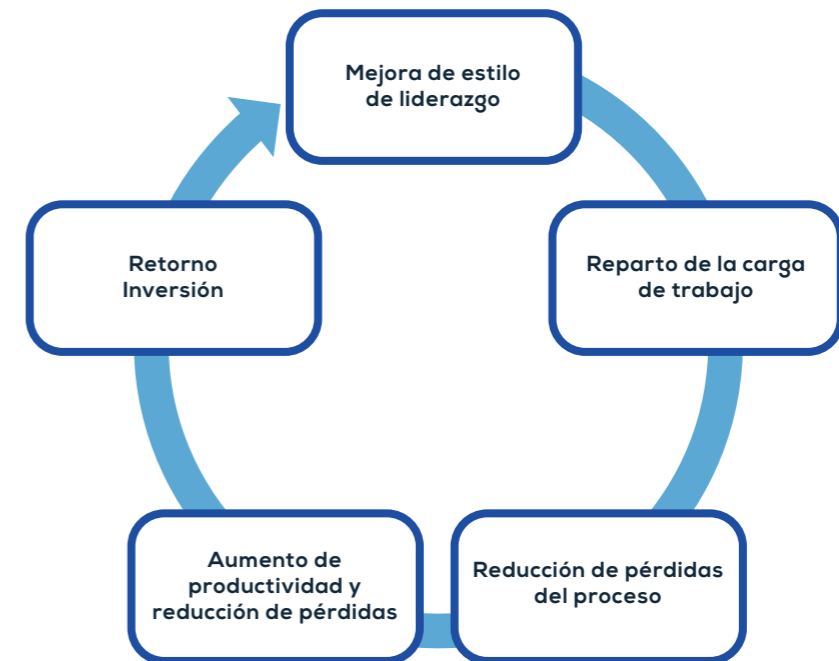 Mejora de estilo
de liderazgo
Reparto de la carga
de trabajo
Reducción de pérdidas
del proceso
Aumento de
productividad y
reducción de pérdidas
Retorno
Inversión